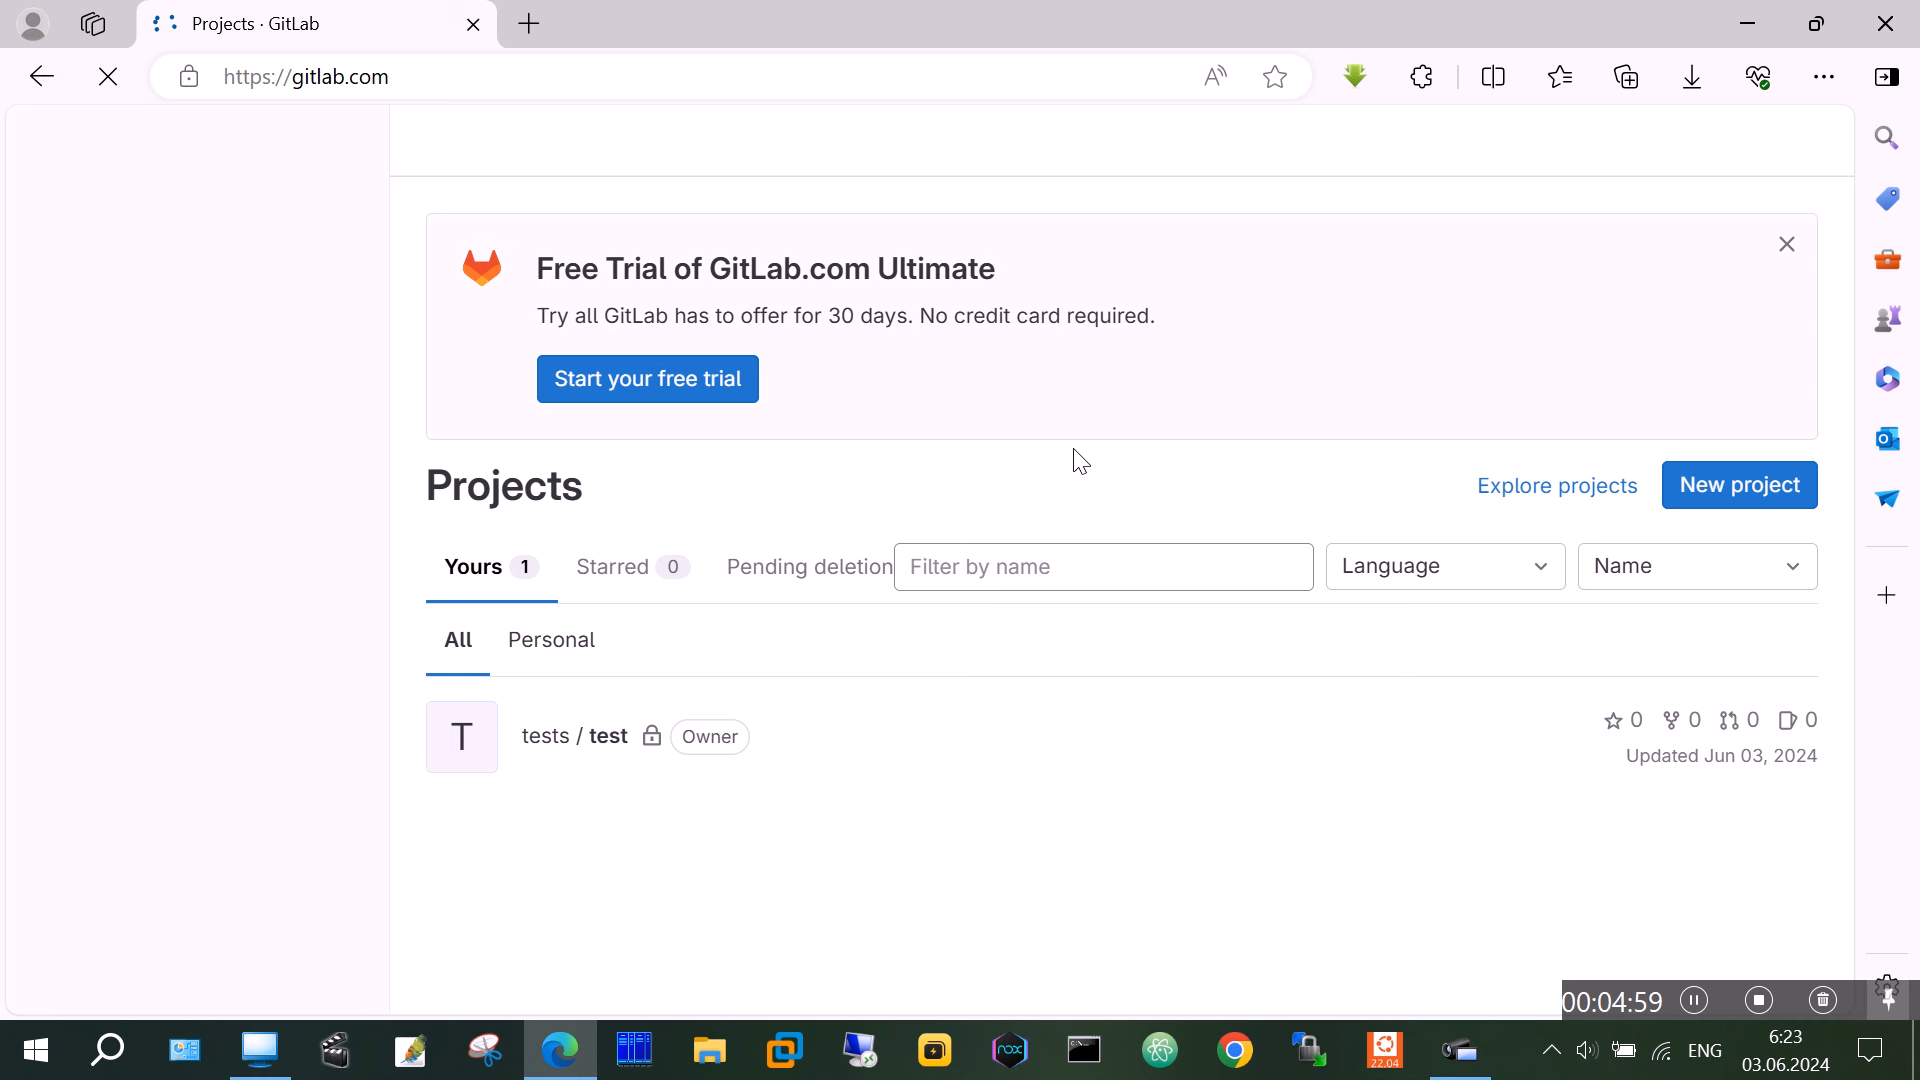 Projects · GitLab
https://gitlab.com
Free Trial of GitLab.com Ultimate
Try all GitLab has to offer for 30 days. No credit card required.
Start your free trial
Projects
Explore projects
New project
Yours 1
Starred 0
Pending deletion
Filter by name
Language
Name
All
Personal
T
tests / test
Owner
0 0 0 0
Updated Jun 03, 2024
00:04:59
nox
22.04
ENG
6:23
03.06.2024